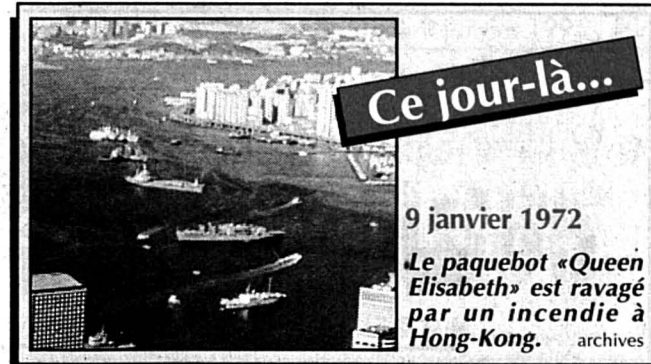 Ce jour-là...
9 janvier 1972
Le paquebot «Queen
Elisabeth» est ravagé
par un incendie à
Hong-Kong. archives